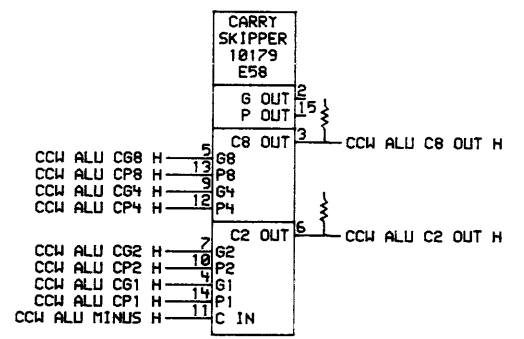 CARRY
SKIPPER
10179
E58
G OUT 2
P OUT 15
C8 OUT 3 CCW ALU C8 OUT H
CCW ALU CG8 H 5 G8
CCW ALU CP8 H 13 P8
CCW ALU CG4 H 9 G4
CCW ALU CP4 H 12 P4
C2 OUT 6 CCW ALU C2 OUT H
CCW ALU CG2 H 7 G2
CCW ALU CP2 H 10 P2
CCW ALU CG1 H 4 G1
CCW ALU CP1 H 14 P1
CCW ALU MINUS H 11 C IN